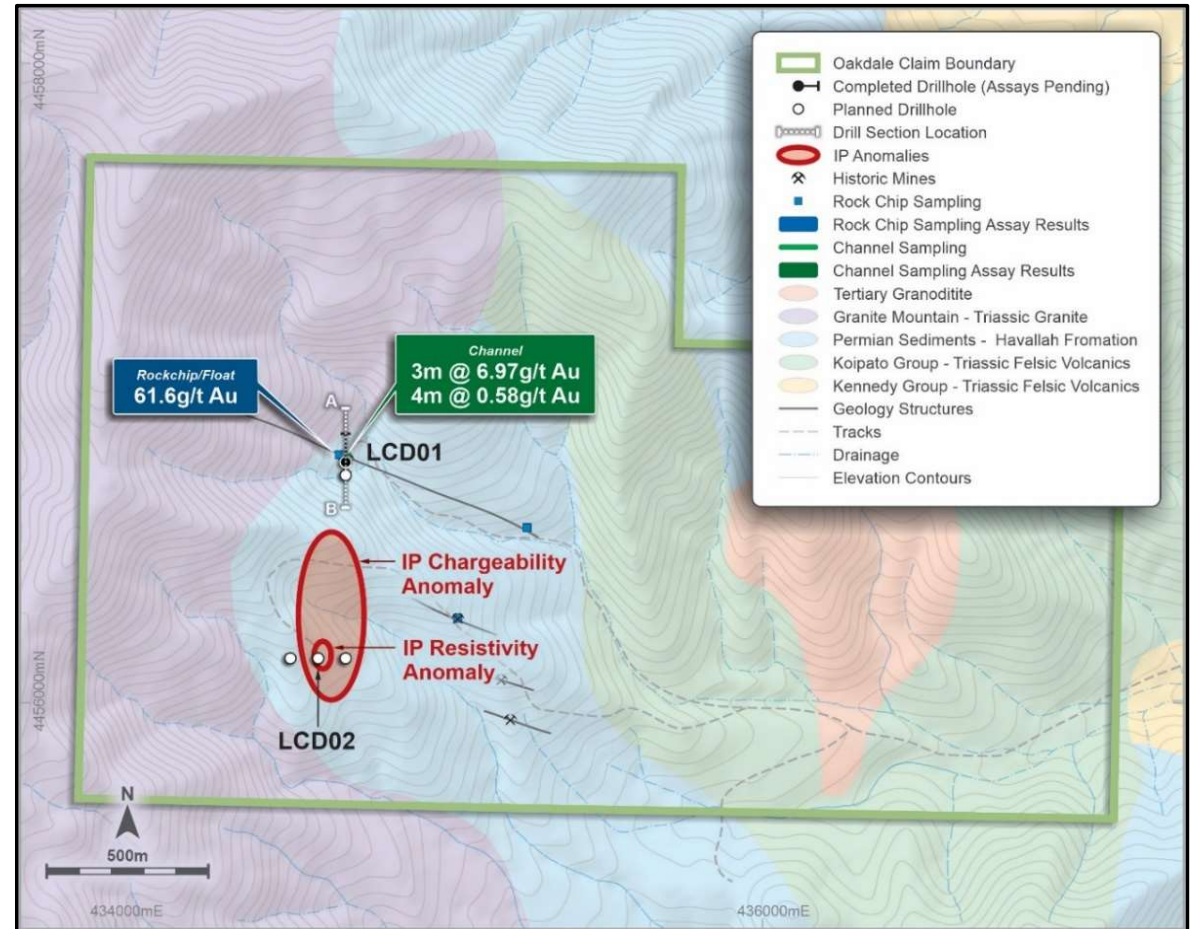 4458000mN
Oakdale Claim Boundary
Completed Drillhole (Assays Pending)
Planned Drillhole
Drill Section Location
IP Anomalies
Historic Mines
Rock Chip Sampling
Rock Chip Sampling Assay Results
Channel Sampling
Channel Sampling Assay Results
Tertiary Granoditite
Granite Mountain - Triassic Granite
Permian Sediments - Havallah Fromation
Koipato Group - Triassic Felsic Volcanics
Kennedy Group - Triassic Felsic Volcanics
Geology Structures
Tracks
Drainage
Elevation Contours
Rockchip/Float
61.6g/t Au
Channel
3m @ 6.97g/t Au
4m @ 0.58g/t Au
A
LCD01
B
IP Chargeability
Anomaly
IP Resistivity
Anomaly
LCD02
4456000mN
N
500m
434000mE
436000mE